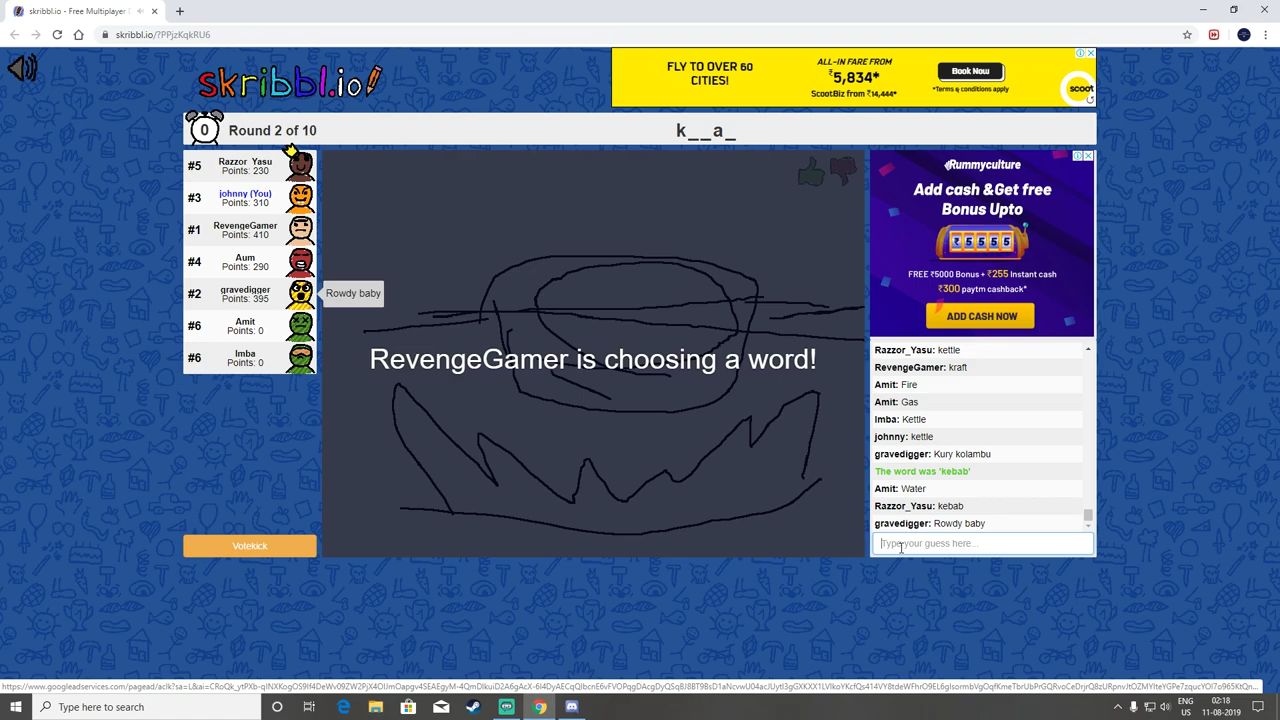 skribbl.io - Free Multiplayer
skribbl.io/?PPjzKqkRU6
skribbl.io
FLY TO OVER 60
CITIES!
ALL-IN FARE FROM
₹5,834*
ScootBiz from ₹14,444*
Book Now
*Terms & conditions apply
scoot
0
Round 2 of 10
k__a_
#5
Razzor_Yasu
Points: 230
#3
johnny (You)
Points: 310
#1
RevengeGamer
Points: 410
#4
Aum
Points: 290
#2
gravedigger
Points: 395
Rowdy baby
#6
Amit
Points: 0
#6
Imba
Points: 0
Votekick
RevengeGamer is choosing a word!
Rummyculture
Add cash &Get free
Bonus Upto
₹ 5 5 5 5
FREE ₹5000 Bonus + ₹255 Instant cash
₹300 paytm cashback*
ADD CASH NOW
Razzor_Yasu: kettle
RevengeGamer: kraft
Amit: Fire
Amit: Gas
Imba: Kettle
johnny: kettle
gravedigger: Kury kolambu
The word was 'kebab'
Amit: Water
Razzor_Yasu: kebab
gravedigger: Rowdy baby
Type your guess here...
Type here to search
ENG
US
02:18
11-08-2019